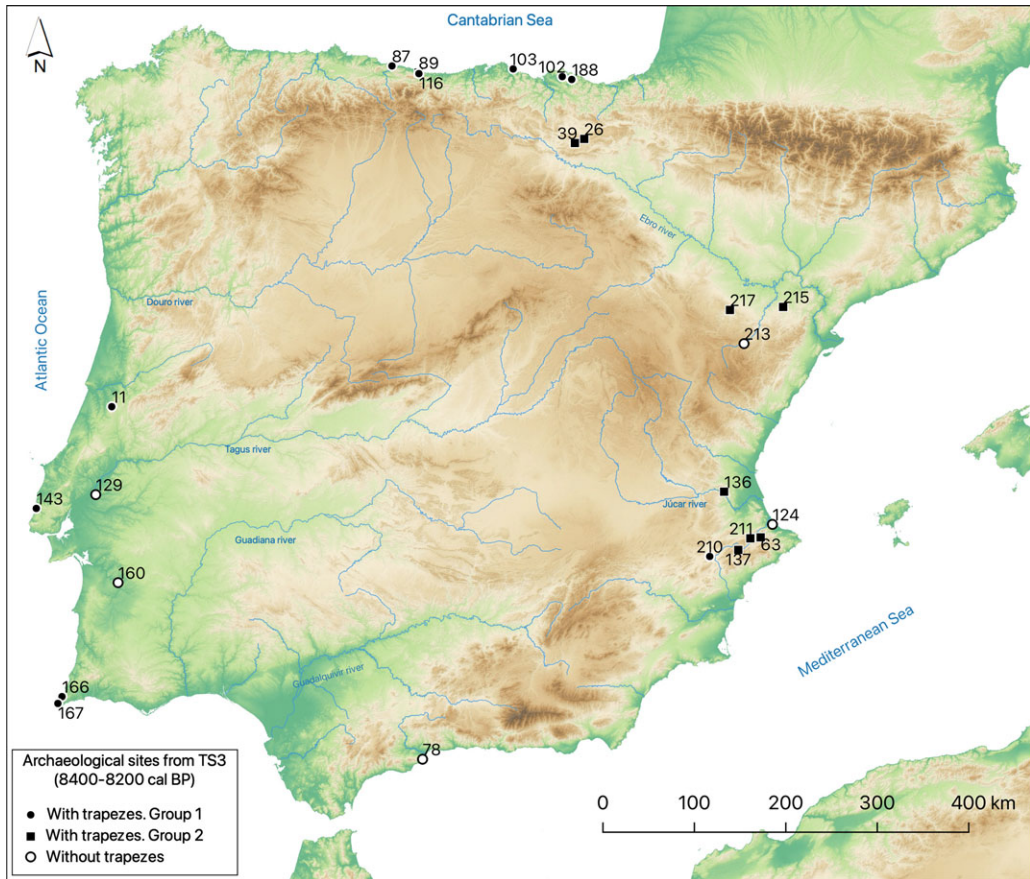 Cantabrian Sea
N
87
89
116
103
102
188
39
26
Ebro river
217
215
213
Douro river
Atlantic Ocean
11
Tagus river
129
143
136
Júcar river
124
211
63
210
137
Guadiana river
160
Mediterranean Sea
Guadalquivir river
166
167
78
Archaeological sites from TS3
(8400-8200 cal BP)
With trapezes. Group 1
With trapezes. Group 2
Without trapezes
0 100 200 300 400 km